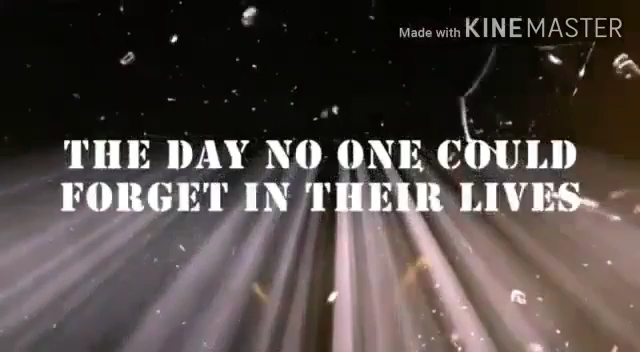 Made with KINEMASTER
THE DAY NO ONE COULD
FORGET IN THEIR LIVES